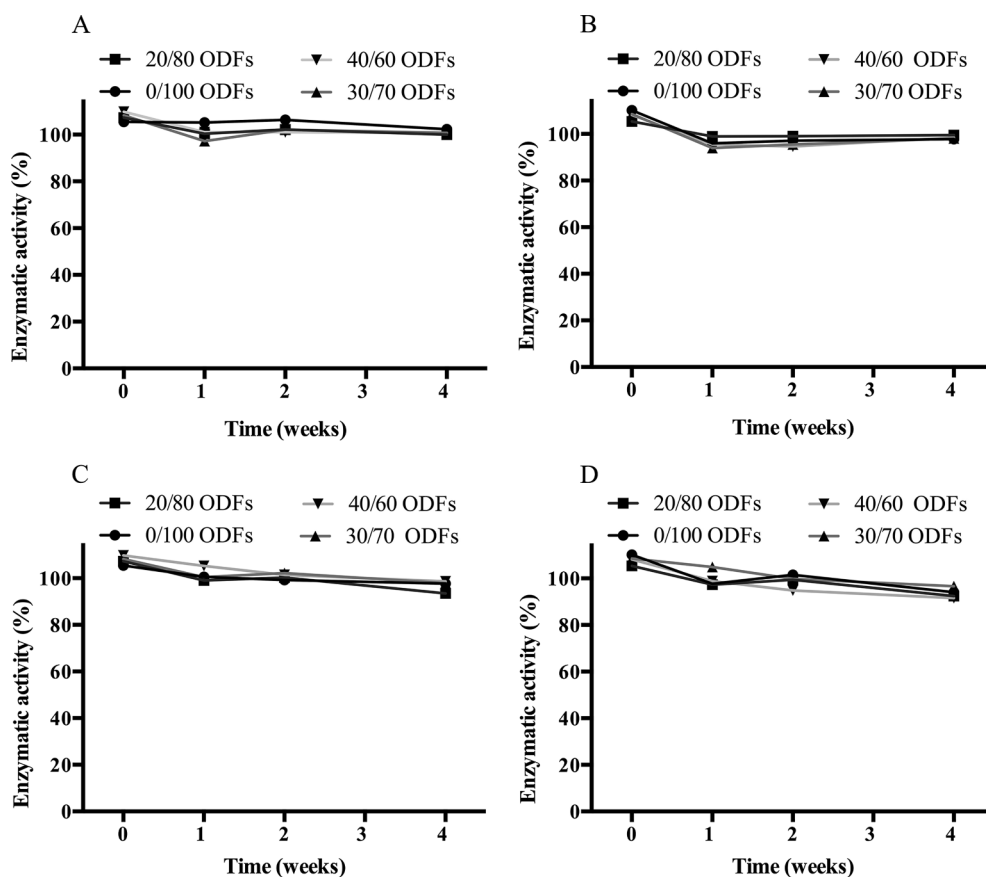 A
20/80 ODFs
40/60 ODFs
0/100 ODFs
30/70 ODFs
Enzymatic activity (%)
100
80
60
40
20
0
0 1 2 3 4
Time (weeks)
B
20/80 ODFs
40/60 ODFs
0/100 ODFs
30/70 ODFs
Enzymatic activity (%)
100
80
60
40
20
0
0 1 2 3 4
Time (weeks)
C
20/80 ODFs
40/60 ODFs
0/100 ODFs
30/70 ODFs
Enzymatic activity (%)
100
80
60
40
20
0
0 1 2 3 4
Time (weeks)
D
20/80 ODFs
40/60 ODFs
0/100 ODFs
30/70 ODFs
Enzymatic activity (%)
100
80
60
40
20
0
0 1 2 3 4
Time (weeks)